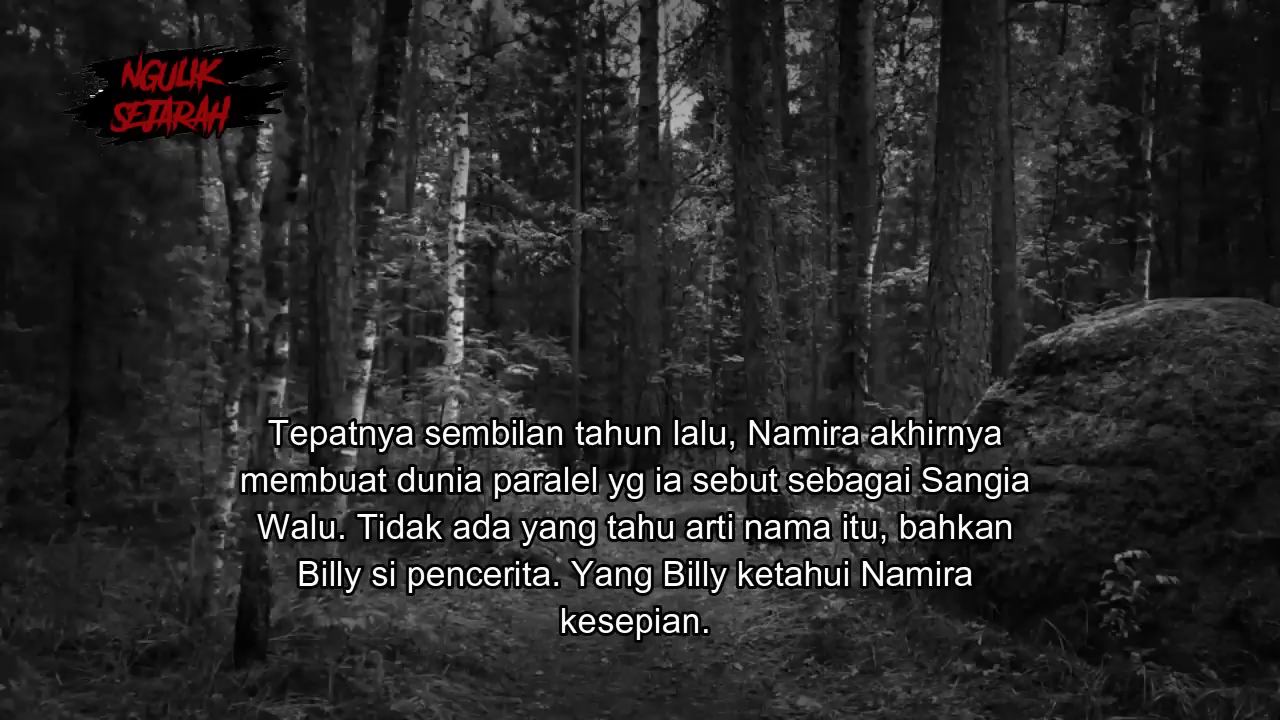 NGULIK
SEJARAH
Tepatnya sembilan tahun lalu, Namira akhirnya
membuat dunia paralel yg ia sebut sebagai Sangia
Walu. Tidak ada yang tahu arti nama itu, bahkan
Billy si pencerita. Yang Billy ketahui Namira
kesepian.